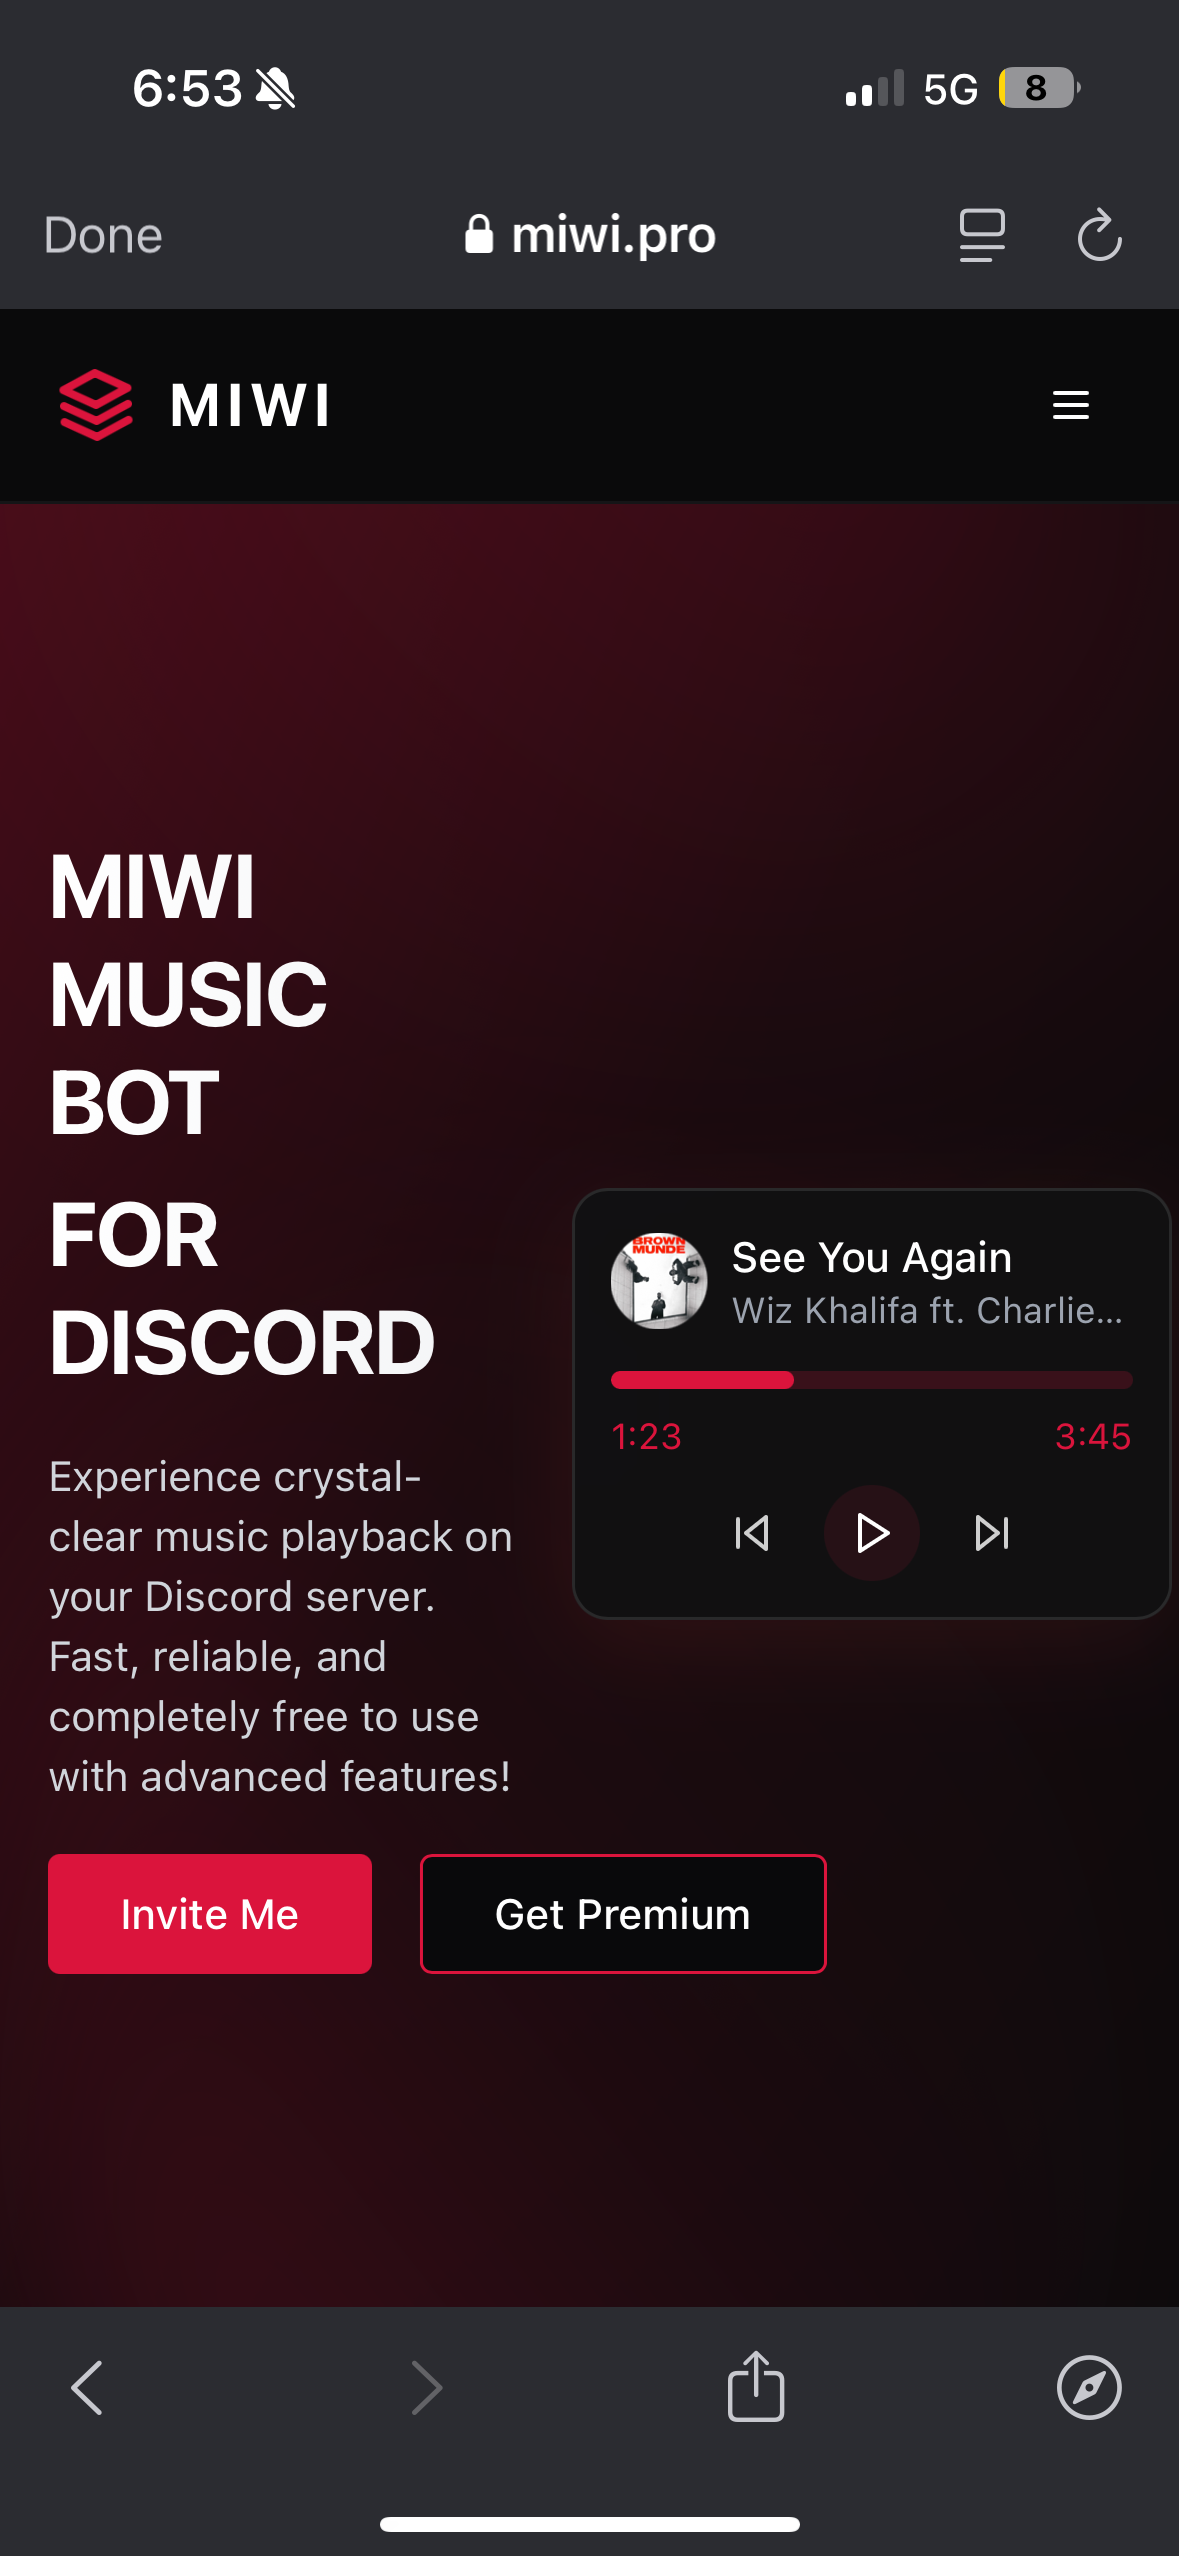 6:53
5G
8
Done
miwi.pro
MIWI
MIWI
MUSIC
BOT
FOR
DISCORD
Experience crystal-
clear music playback on
your Discord server.
Fast, reliable, and
completely free to use
with advanced features!
BROWN
MUNDE
See You Again
Wiz Khalifa ft. Charlie...
1:23
3:45
Invite Me
Get Premium